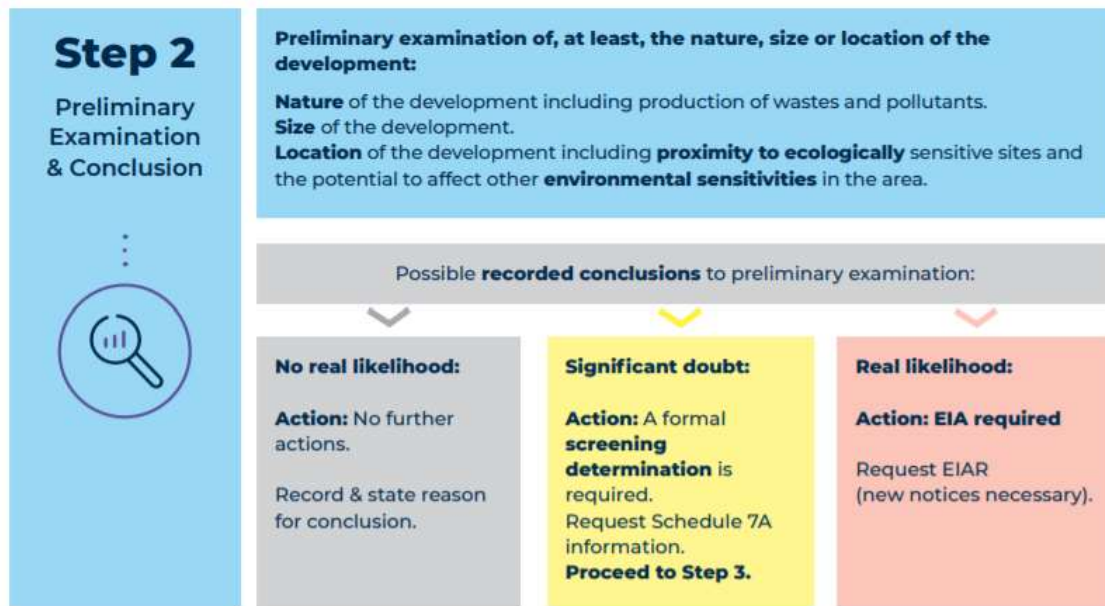 Step 2
Preliminary
Examination
& Conclusion
Preliminary examination of, at least, the nature, size or location of the
development:
Nature of the development including production of wastes and pollutants.
Size of the development.
Location of the development including proximity to ecologically sensitive sites and
the potential to affect other environmental sensitivities in the area.
Possible recorded conclusions to preliminary examination:
No real likelihood:
Action: No further
actions.
Record & state reason
for conclusion.
Significant doubt:
Action: A formal
screening
determination is
required.
Request Schedule 7A
information.
Proceed to Step 3.
Real likelihood:
Action: EIA required
Request EIAR
(new notices necessary).